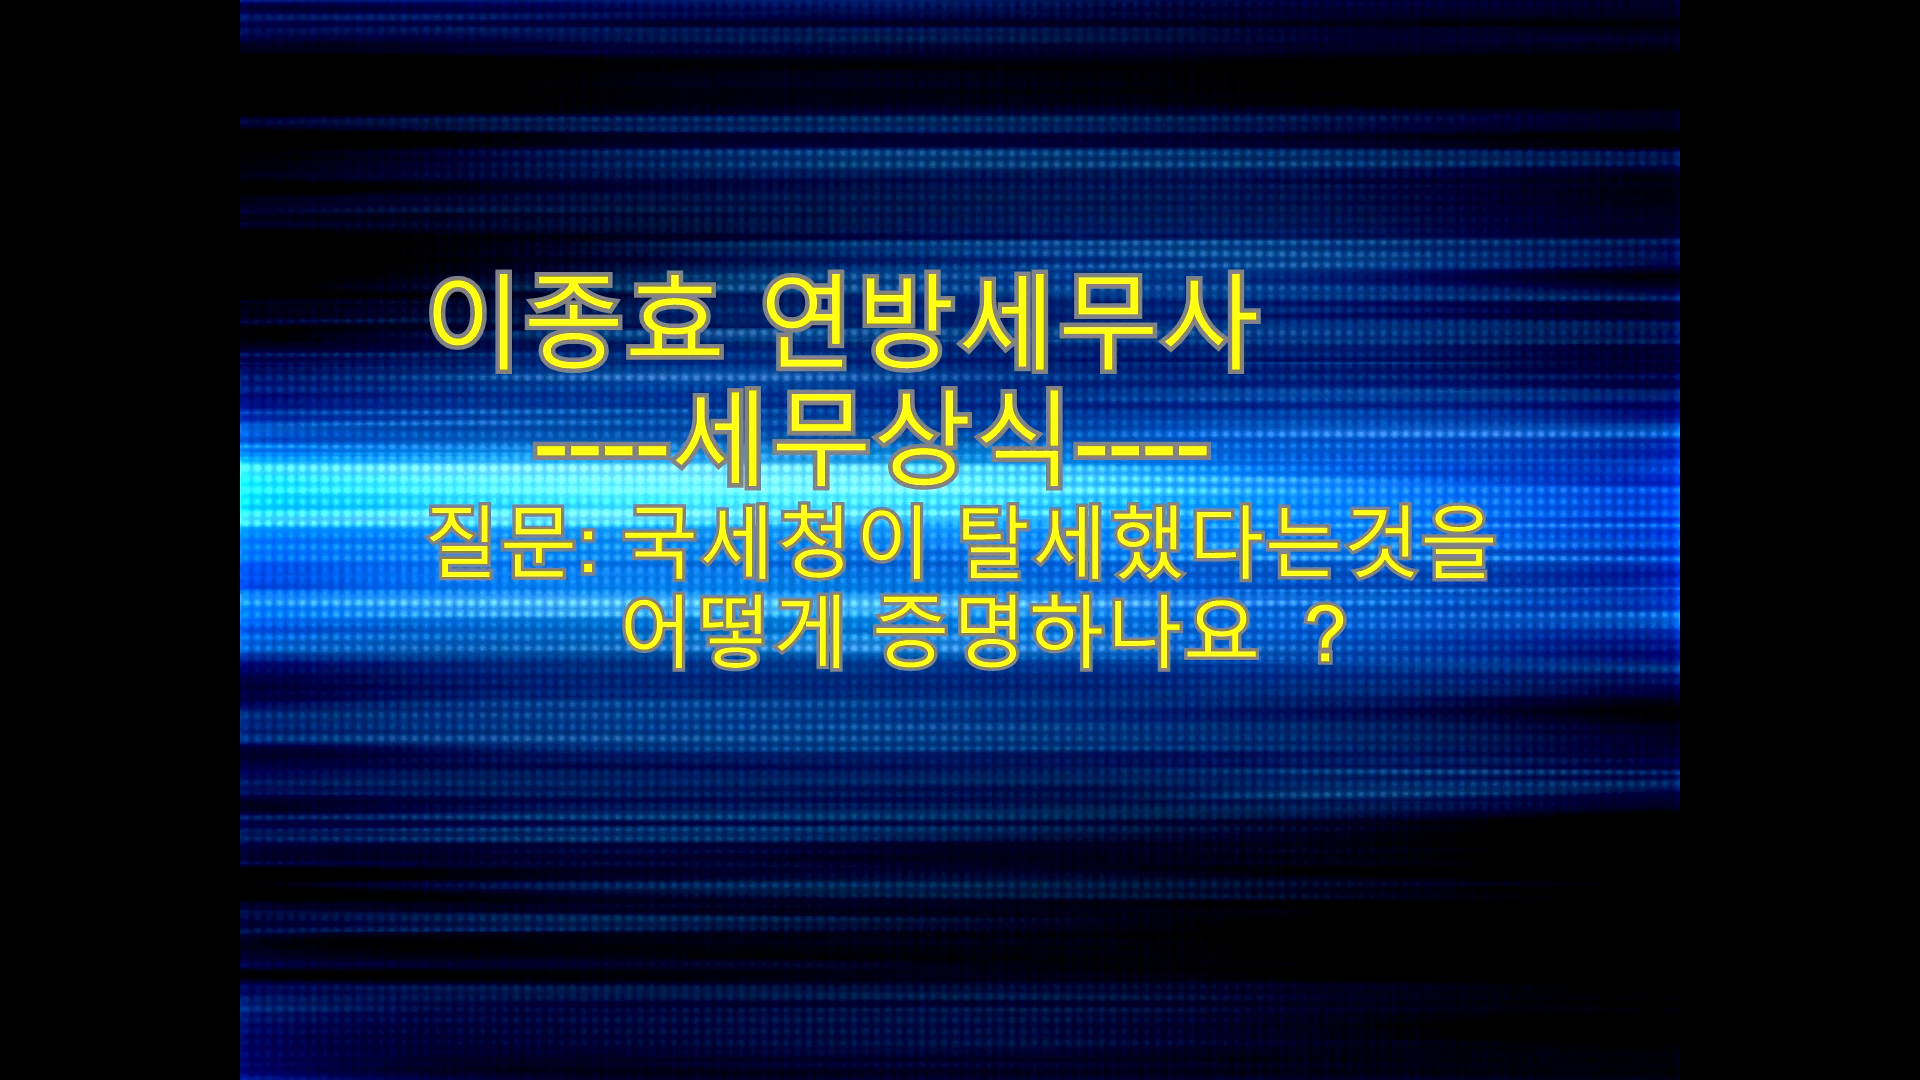 이종효 연방세무사
----세무상식----
질문: 국세청이 탈세했다는것을
어떻게 증명하나요 ?